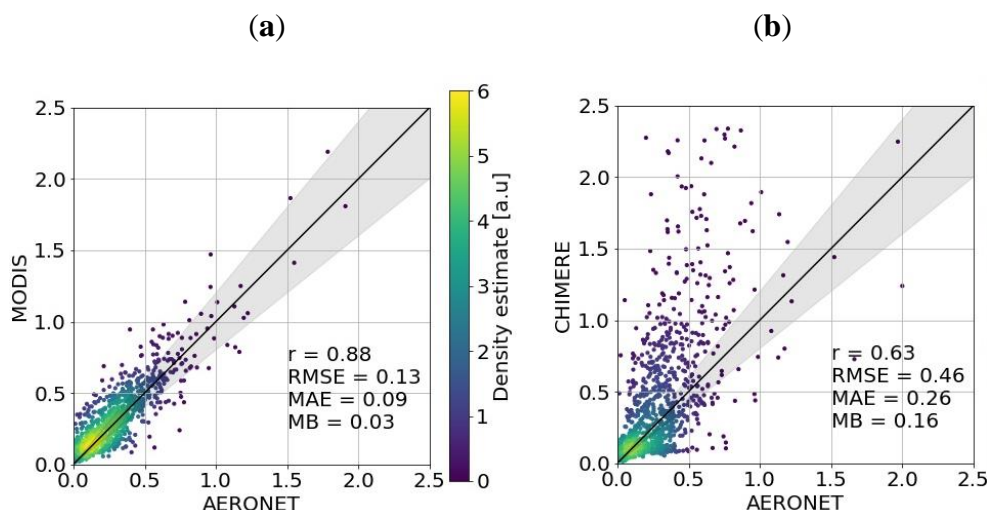 (a)
2.5
2.0
1.5
1.0
0.5
0.0
MODIS
r = 0.88
RMSE = 0.13
MAE = 0.09
MB = 0.03
0.0 0.5 1.0 1.5 2.0 2.5
AERONET
6
5
4
3
2
1
0
Density estimate [a.u]
(b)
2.5
2.0
1.5
1.0
0.5
0.0
CHIMERE
r = 0.63
RMSE = 0.46
MAE = 0.26
MB = 0.16
0.0 0.5 1.0 1.5 2.0 2.5
AERONET